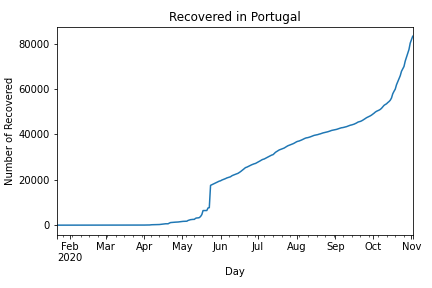 Recovered in Portugal
Number of Recovered
80000
60000
40000
20000
0
Feb Mar Apr May Jun Jul Aug Sep Oct Nov
2020
Day